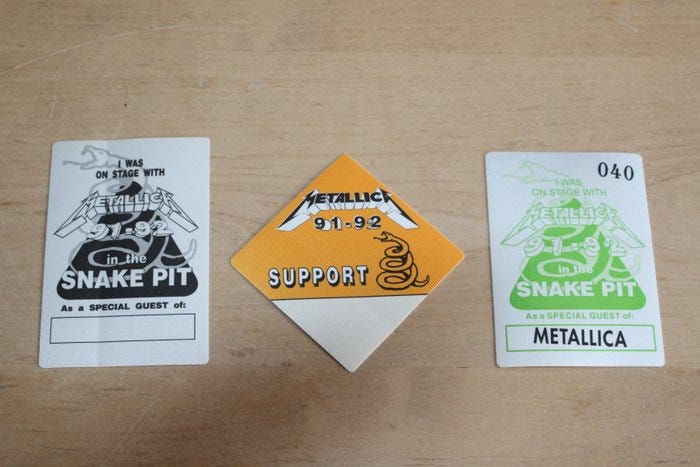 I WAS
ON STAGE WITH
METALLICA
91-92
in the
SNAKE PIT
As a SPECIAL GUEST of:
METALLICA
91-92
SUPPORT
040
I WAS
ON STAGE WITH
METALLICA
91-92
in the
SNAKE PIT
As a SPECIAL GUEST of:
METALLICA